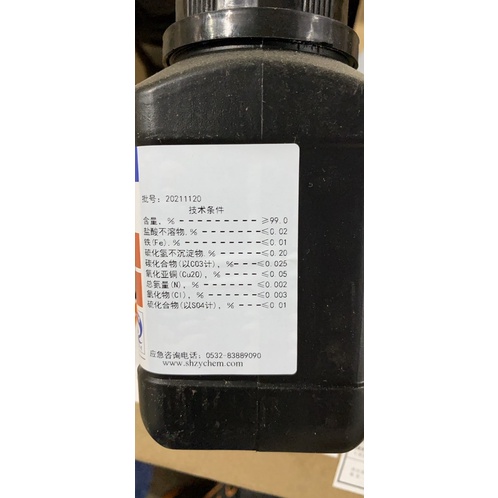 批号：20211120
技术条件
含量，% ------------ ≥99.0
盐酸不溶物,% --------- ≤0.02
铁(Fe),% ----------- ≤0.01
硫化氢不沉淀物,% ------ ≤0.20
碳化合物(以CO3计),%---- ≤0.025
氧化亚铜(Cu2O)，% ----- ≤0.05
总氮量(N)，% --------- ≤0.002
氯化物(Cl)，% -------- ≤0.003
硫化合物(以SO4计)，% --- ≤0.01
应急咨询电话：0532-83889090
www.shzychem.com